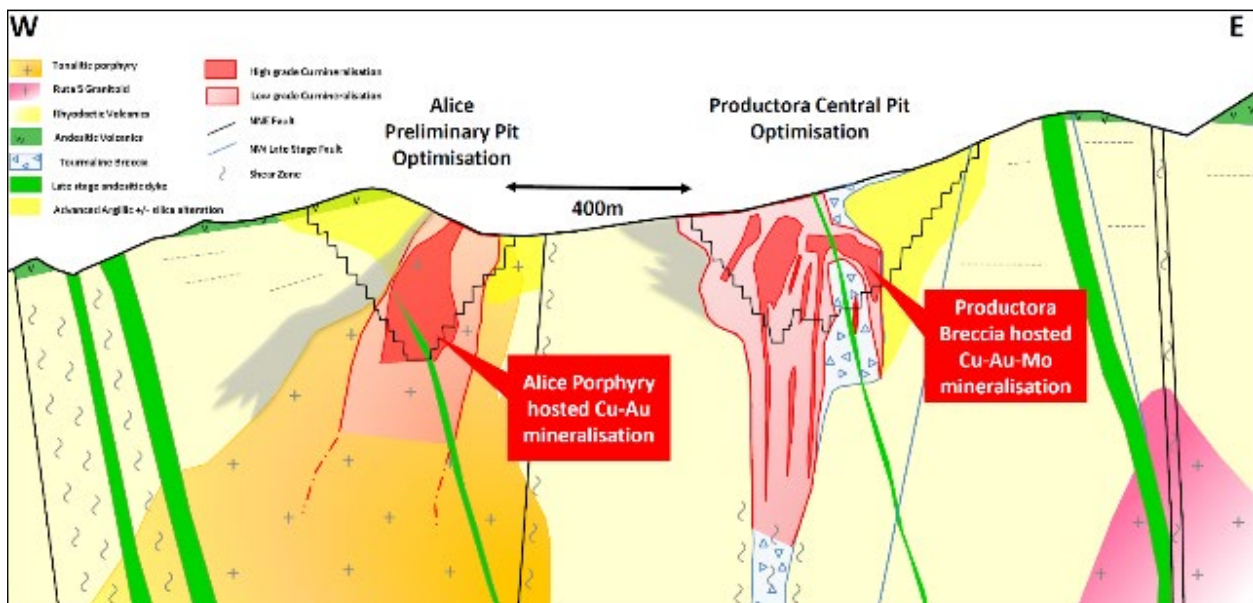 W
E
Tonalitic porphyry
Ruta 5 Granitoid
Rhyodacitic Volcanics
Andesitic Volcanics
Tourmaline Breccia
Late stage andesitic dyke
Advanced Argillic +/- silica alteration
High grade Cu mineralisation
Low grade Cu mineralisation
NNE Fault
NW Late Stage Fault
Shear Zone
Alice
Preliminary Pit
Optimisation
Productora Central Pit
Optimisation
400m
Alice Porphyry
hosted Cu-Au
mineralisation
Productora
Breccia hosted
Cu-Au-Mo
mineralisation